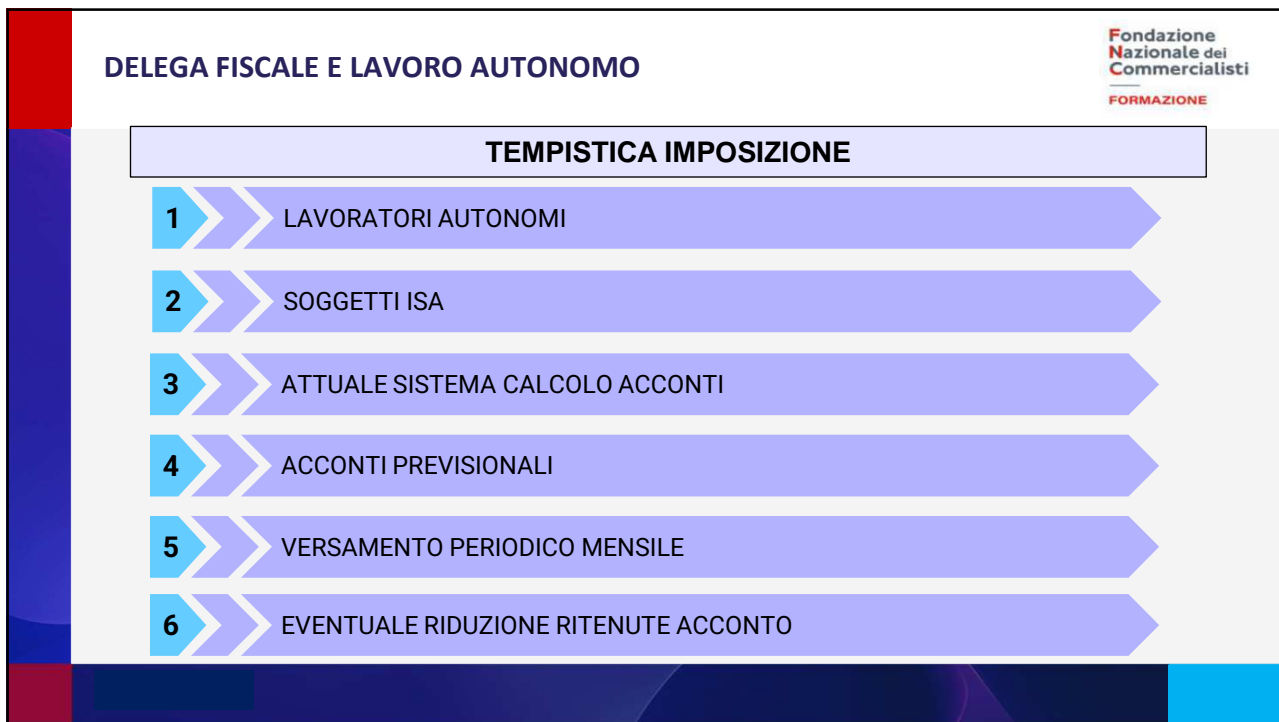 DELEGA FISCALE E LAVORO AUTONOMO
Fondazione
Nazionale dei
Commercialisti
FORMAZIONE
TEMPISTICA IMPOSIZIONE
1 LAVORATORI AUTONOMI
2 SOGGETTI ISA
3 ATTUALE SISTEMA CALCOLO ACCONTI
4 ACCONTI PREVISIONALI
5 VERSAMENTO PERIODICO MENSILE
6 EVENTUALE RIDUZIONE RITENUTE ACCONTO